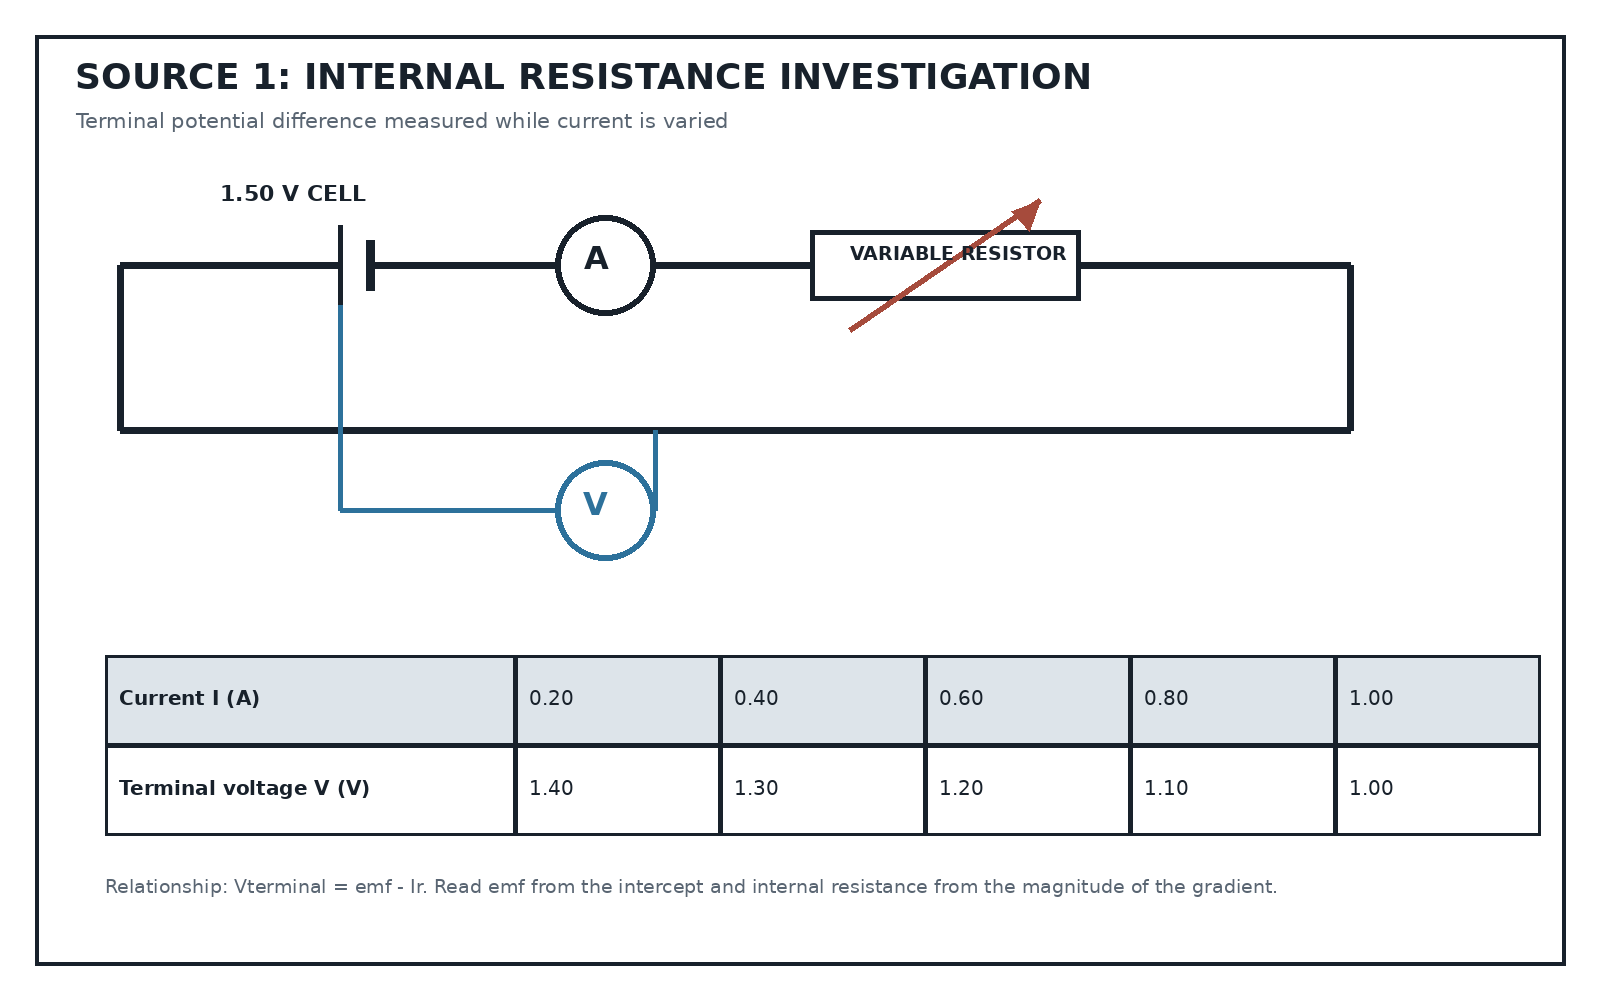 SOURCE 1: INTERNAL RESISTANCE INVESTIGATION
Terminal potential difference measured while current is varied
1.50 V CELL
A
VARIABLE RESISTOR
V
Current I (A) 0.20 0.40 0.60 0.80 1.00
Terminal voltage V (V) 1.40 1.30 1.20 1.10 1.00
Relationship: Vterminal = emf - Ir. Read emf from the intercept and internal resistance from the magnitude of the gradient.